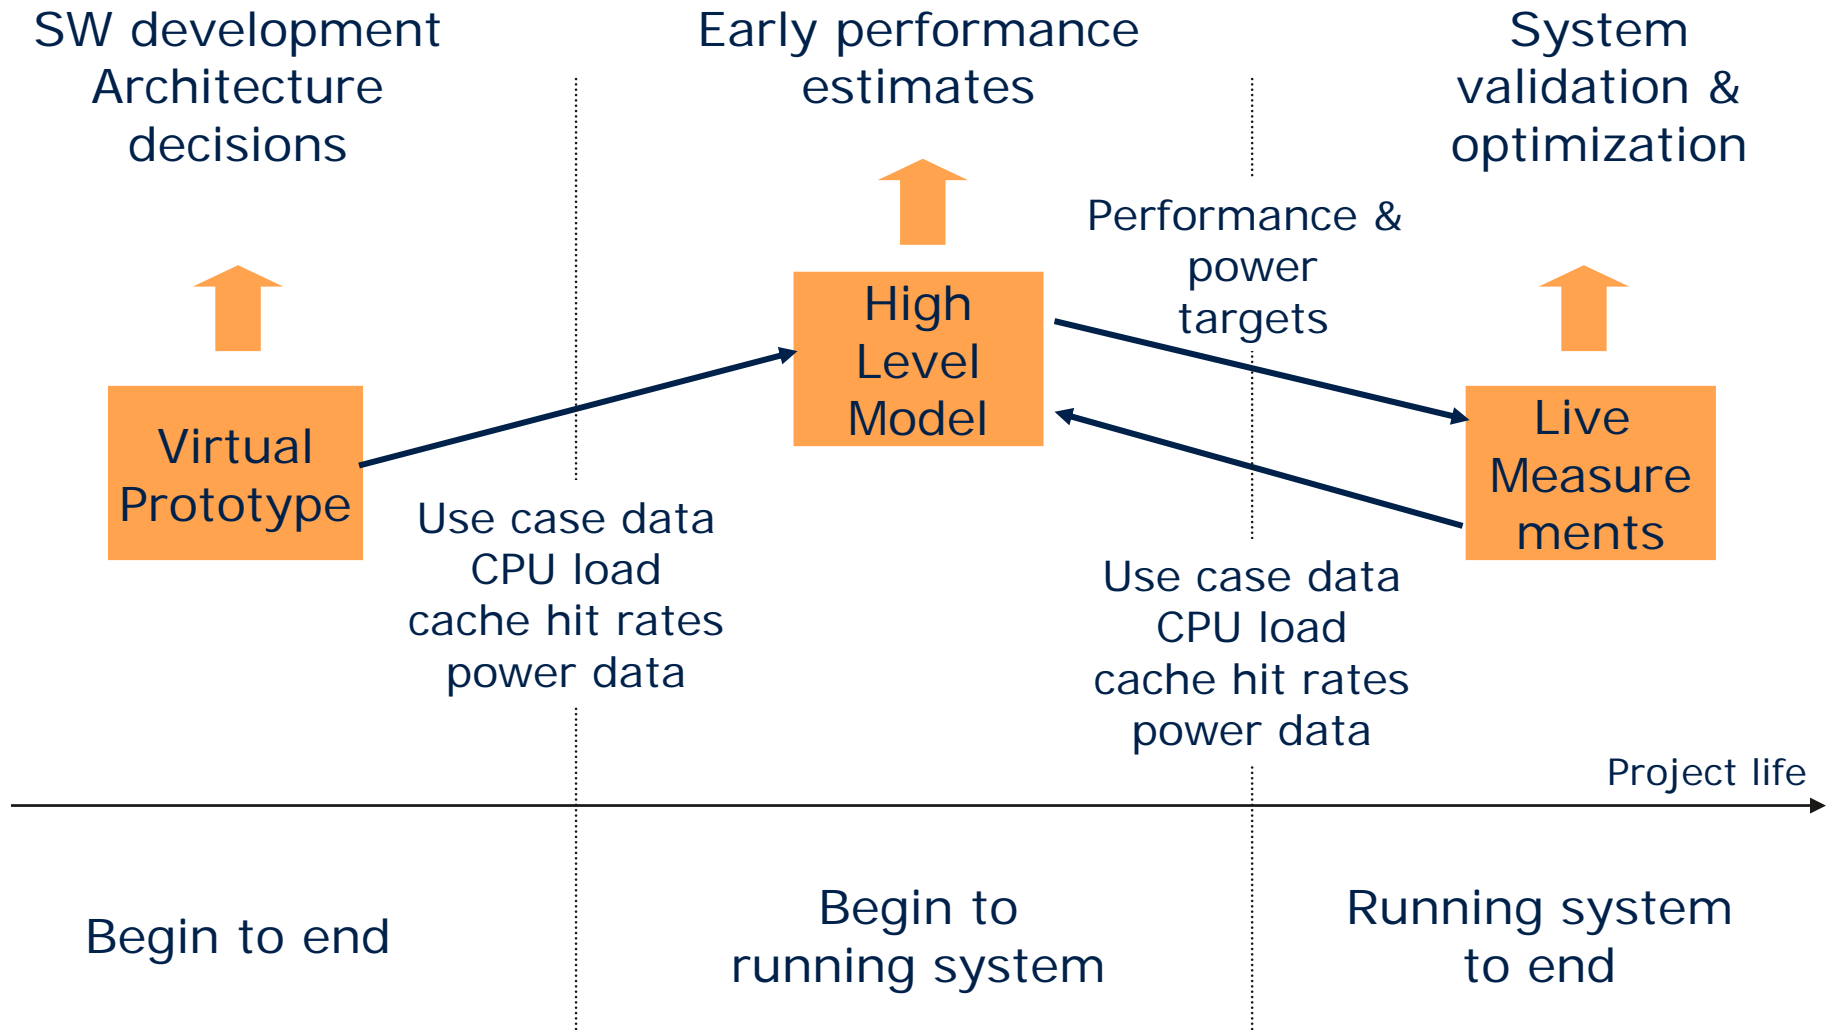 SW development
Architecture
decisions
Early performance
estimates
System
validation &
optimization
Performance &
power
targets
Virtual
Prototype
High
Level
Model
Live
Measure
ments
Use case data
CPU load
cache hit rates
power data
Use case data
CPU load
cache hit rates
power data
Project life
Begin to end
Begin to
running system
Running system
to end